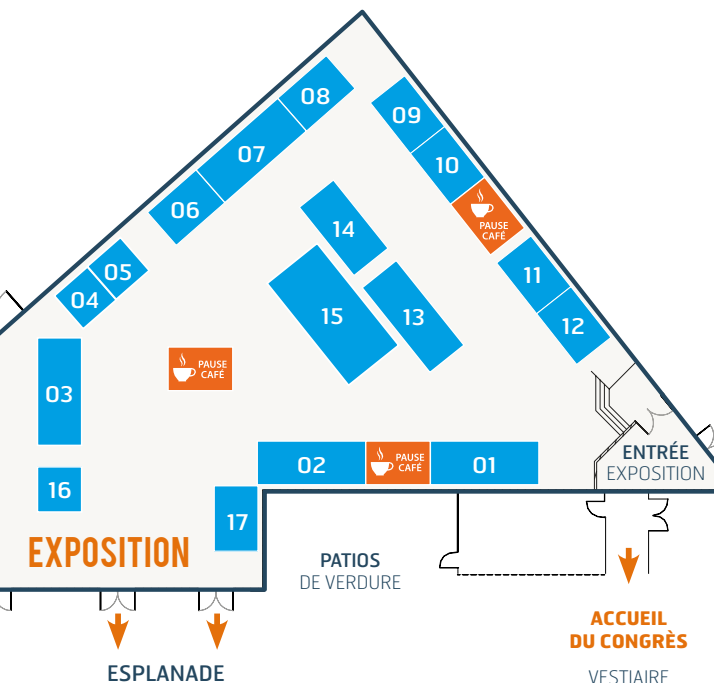 08
09
07
10
06
PAUSE
CAFÉ
14
05
11
04
15
13
12
PAUSE
CAFÉ
03
02
PAUSE
CAFÉ
01
ENTRÉE
EXPOSITION
16
17
EXPOSITION
PATIOS
DE VERDURE
ACCUEIL
DU CONGRÈS
ESPLANADE
VESTIAIRE